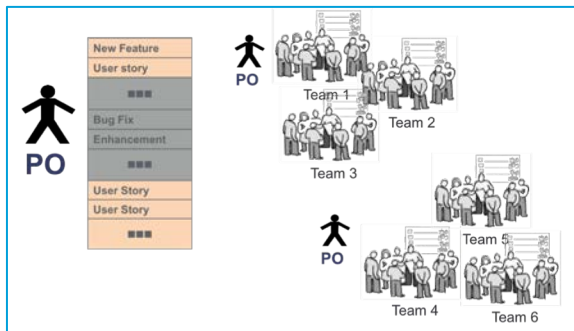 New Feature
User story
■■■
Bug Fix
Enhancement
■■■
User Story
User Story
■■■
PO
PO
Team 1
Team 2
Team 3
PO
Team 5
Team 4
Team 6